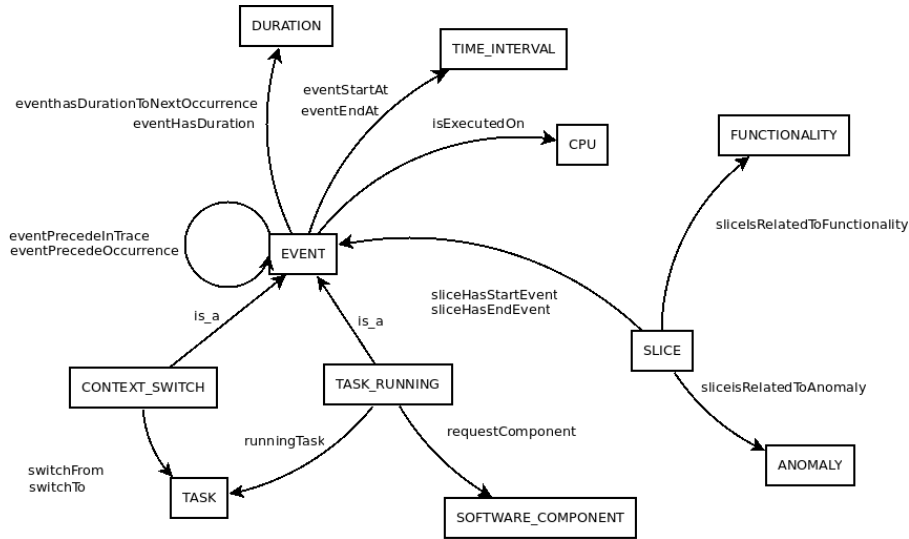 DURATION
TIME_INTERVAL
eventhasDurationToNextOccurrence
eventHasDuration
eventStartAt
eventEndAt
isExecutedOn
CPU
FUNCTIONALITY
sliceIsRelatedToFunctionality
eventPrecedeInTrace
eventPrecedeOccurrence
EVENT
sliceHasStartEvent
sliceHasEndEvent
is_a
is_a
SLICE
CONTEXT_SWITCH
TASK_RUNNING
sliceisRelatedToAnomaly
runningTask
requestComponent
switchFrom
switchTo
TASK
ANOMALY
SOFTWARE_COMPONENT